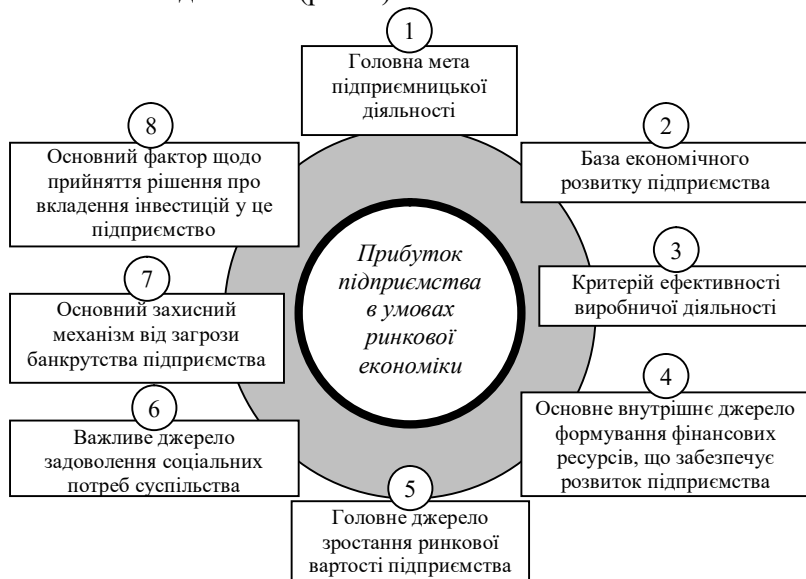 1
Головна мета
підприємницької
діяльності
2
База економічного
розвитку підприємства
3
Критерій ефективності
виробничої діяльності
4
Основне внутрішнє джерело
формування фінансових
ресурсів, що забезпечує
розвиток підприємства
5
Головне джерело
зростання ринкової
вартості підприємства
6
Важливе джерело
задоволення соціальних
потреб суспільства
7
Основний захисний
механізм від загрози
банкрутства підприємства
8
Основний фактор щодо
прийняття рішення про
вкладення інвестицій у це
підприємство
Прибуток
підприємства
в умовах
ринкової
економіки